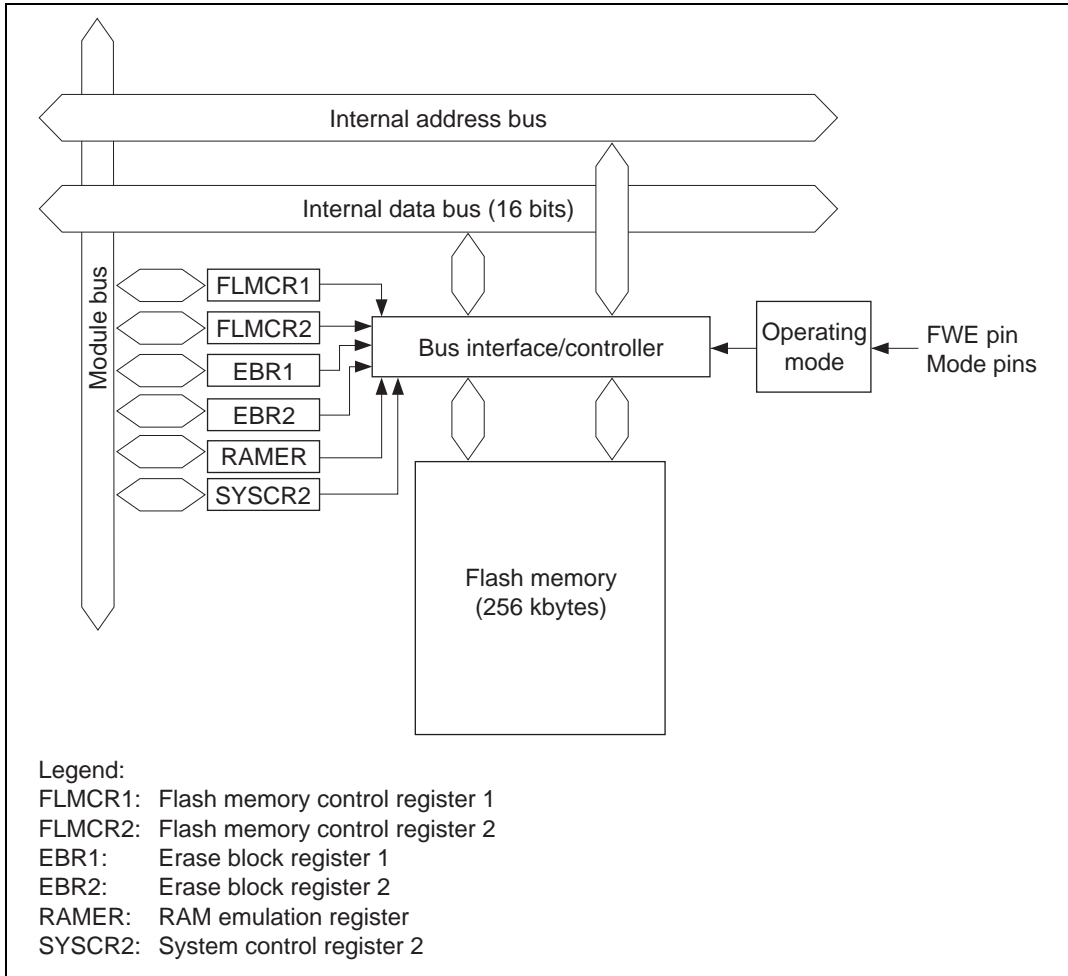 Internal address bus
Internal data bus (16 bits)
Module bus
FLMCR1
FLMCR2
EBR1
EBR2
RAMER
SYSCR2
Bus interface/controller
Operating
mode
FWE pin
Mode pins
Flash memory
(256 kbytes)
Legend:
FLMCR1: Flash memory control register 1
FLMCR2: Flash memory control register 2
EBR1: Erase block register 1
EBR2: Erase block register 2
RAMER: RAM emulation register
SYSCR2: System control register 2